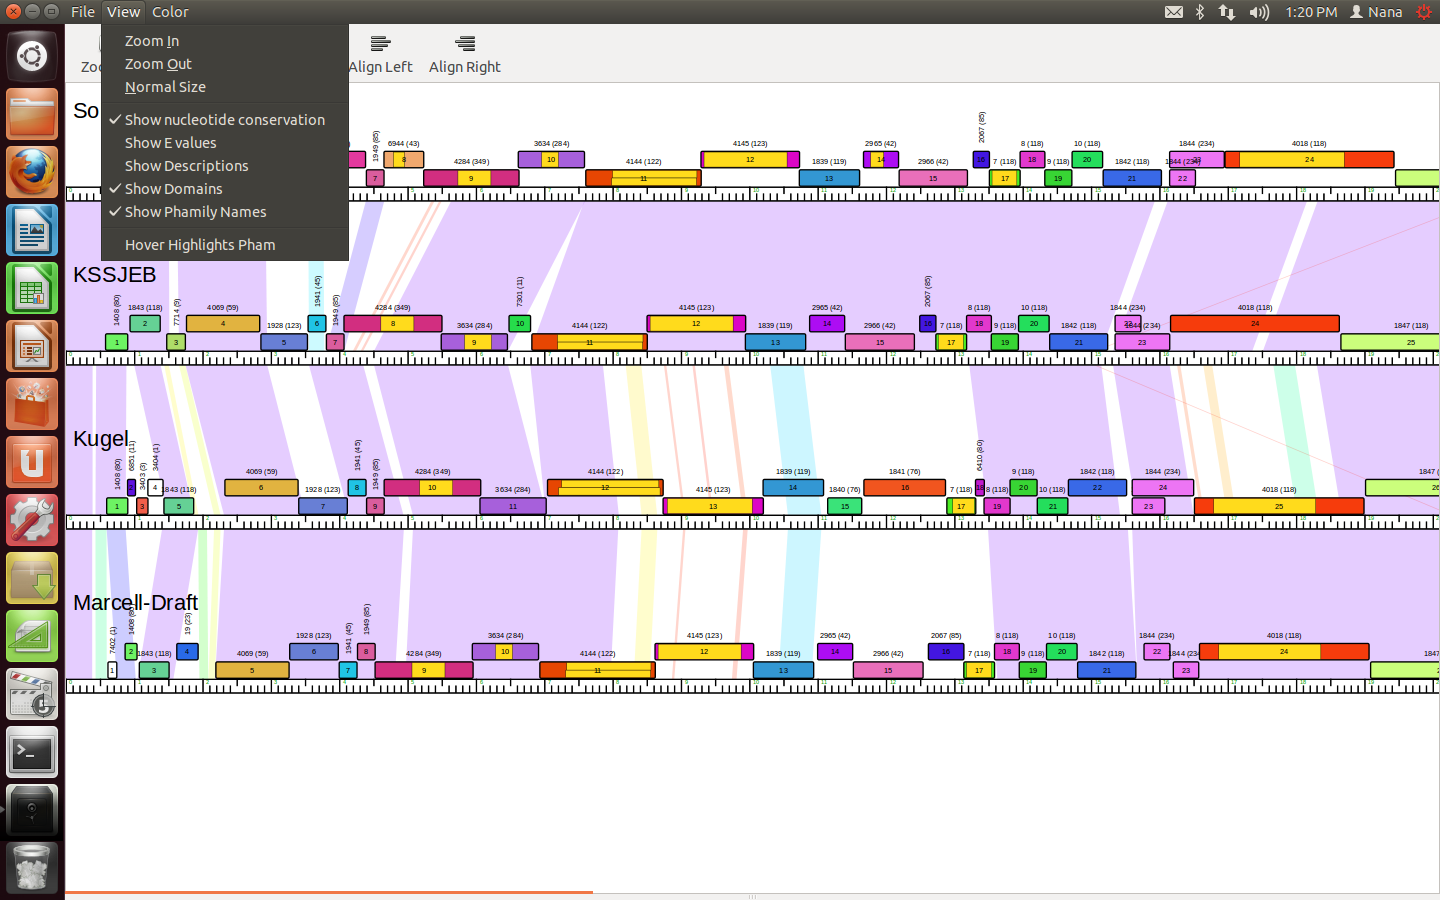 File View Color
1:20 PM Nana
Zoom In
Zoom Out
Normal Size
Show nucleotide conservation
Show E values
Show Descriptions
Show Domains
Show Phamily Names
Hover Highlights Pham
Align Left Align Right
1949 (85) 6944 (43) 4284 (349) 3634 (284) 4144 (122) 4145 (123) 1839 (119) 2965 (42) 2966 (42) 2067 (85) 7 (118) 8 (118) 9 (118) 10 (118) 1842 (118) 1844 (234) 1844 (234) 4018 (118)
7 8 9 10 11 12 13 14 15 16 17 18 19 20 21 22 23 24
KSSJEB
1408 (80) 1843 (118) 7714 (9) 4069 (59) 1928 (123) 1941 (45) 1949 (85) 4284 (349) 3634 (284) 7301 (11) 4144 (122) 4145 (123) 1839 (119) 2965 (42) 2966 (42) 2067 (85) 7 (118) 8 (118) 9 (118) 10 (118) 1842 (118) 1844 (234) 1844 (234) 4018 (118) 1847 (118)
1 2 3 4 5 6 7 8 9 10 11 12 13 14 15 16 17 18 19 20 21 22 23 24 25
Kugel
1408 (80) 6851 (11) 3403 (3) 3404 (1) 1843 (118) 4069 (59) 1928 (123) 1941 (45) 1949 (85) 4284 (349) 3634 (284) 4144 (122) 4145 (123) 1839 (119) 1840 (76) 1841 (76) 7 (118) 6410 (80) 8 (118) 9 (118) 10 (118) 1842 (118) 1844 (234) 4018 (118) 1847
1 2 3 4 5 6 7 8 9 10 11 12 13 14 15 16 17 18 19 20 21 22 23 24 25 26
Marcell-Draft
7402 (1) 1408 (80) 1843 (118) 19 (23) 4069 (59) 1928 (123) 1941 (45) 1949 (85) 4284 (349) 3634 (284) 4144 (122) 4145 (123) 1839 (119) 2965 (42) 2966 (42) 2067 (85) 7 (118) 8 (118) 9 (118) 10 (118) 1842 (118) 1844 (234) 1844 (234) 4018 (118) 1847
1 2 3 4 5 6 7 8 9 10 11 12 13 14 15 16 17 18 19 20 21 22 23 24